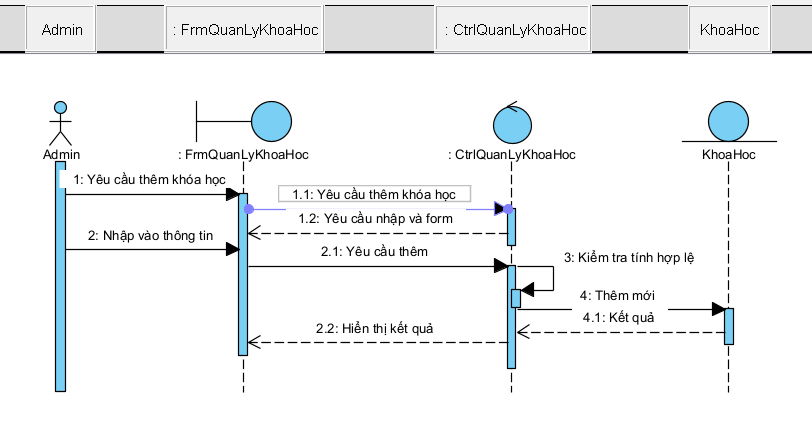 Admin
: FrmQuanLyKhoaHoc
: CtrlQuanLyKhoaHoc
KhoaHoc
Admin
: FrmQuanLyKhoaHoc
: CtrlQuanLyKhoaHoc
KhoaHoc
1: Yêu cầu thêm khóa học
1.1: Yêu cầu thêm khóa học
1.2: Yêu cầu nhập và form
2: Nhập vào thông tin
2.1: Yêu cầu thêm
3: Kiểm tra tính hợp lệ
4: Thêm mới
4.1: Kết quả
2.2: Hiển thị kết quả